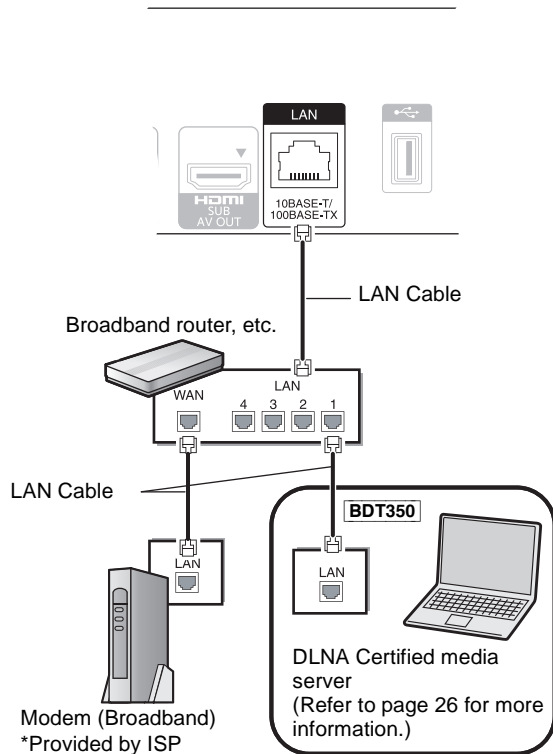 LAN
HDMI
SUB
AV OUT
10BASE-T/
100BASE-TX
LAN Cable
Broadband router, etc.
WAN
LAN
4 3 2 1
LAN Cable
BDT350
LAN
LAN
DLNA Certified media
server
(Refer to page 26 for more
information.)
Modem (Broadband)
*Provided by ISP